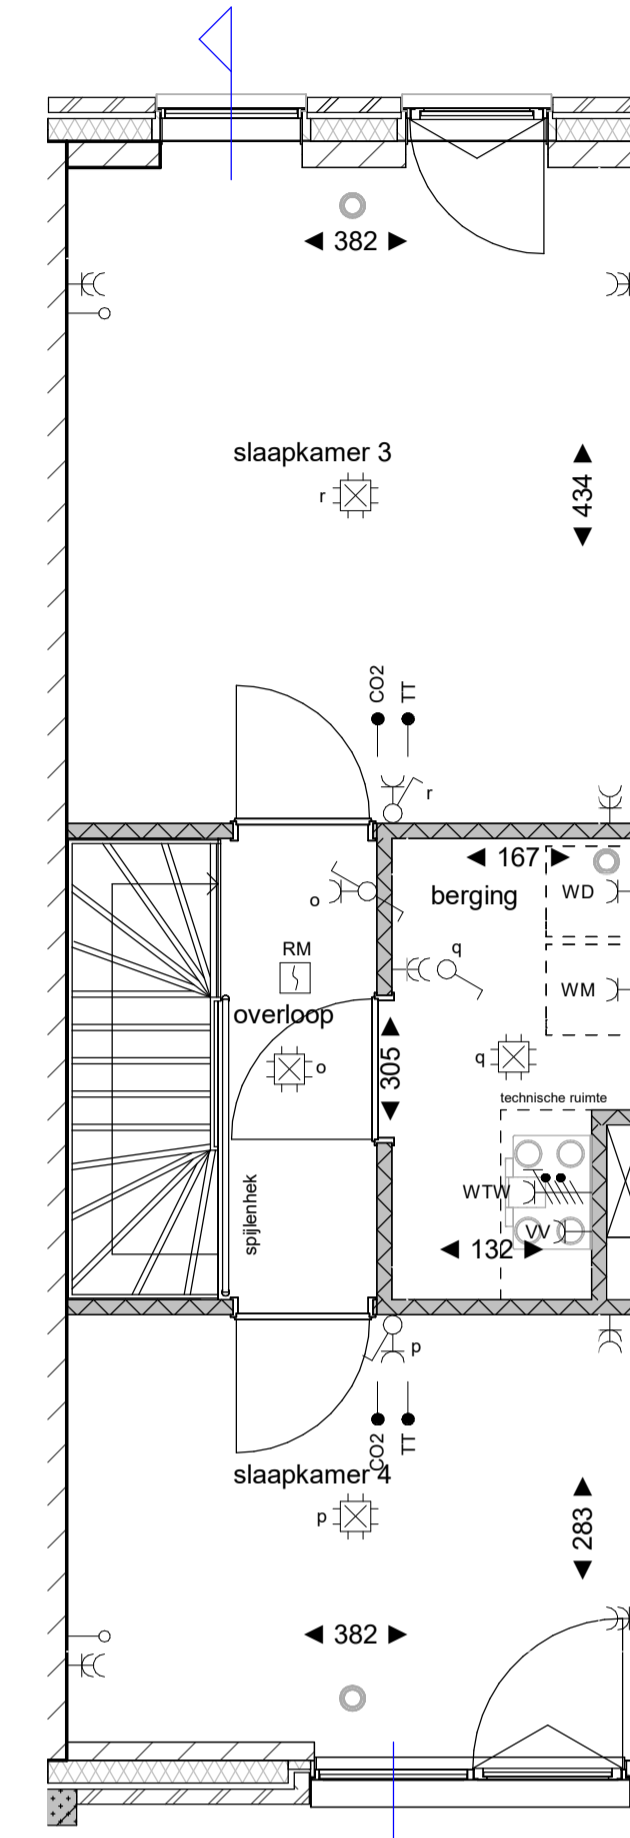 382
slaapkamer 3
r
434
CO2
TT
r
167
berging
WD
o
q
RM
WM
overloop
q
o
305
technische ruimte
spijlenhek
WTW
VV
132
p
CO2
TT
slaapkamer 4
p
283
382